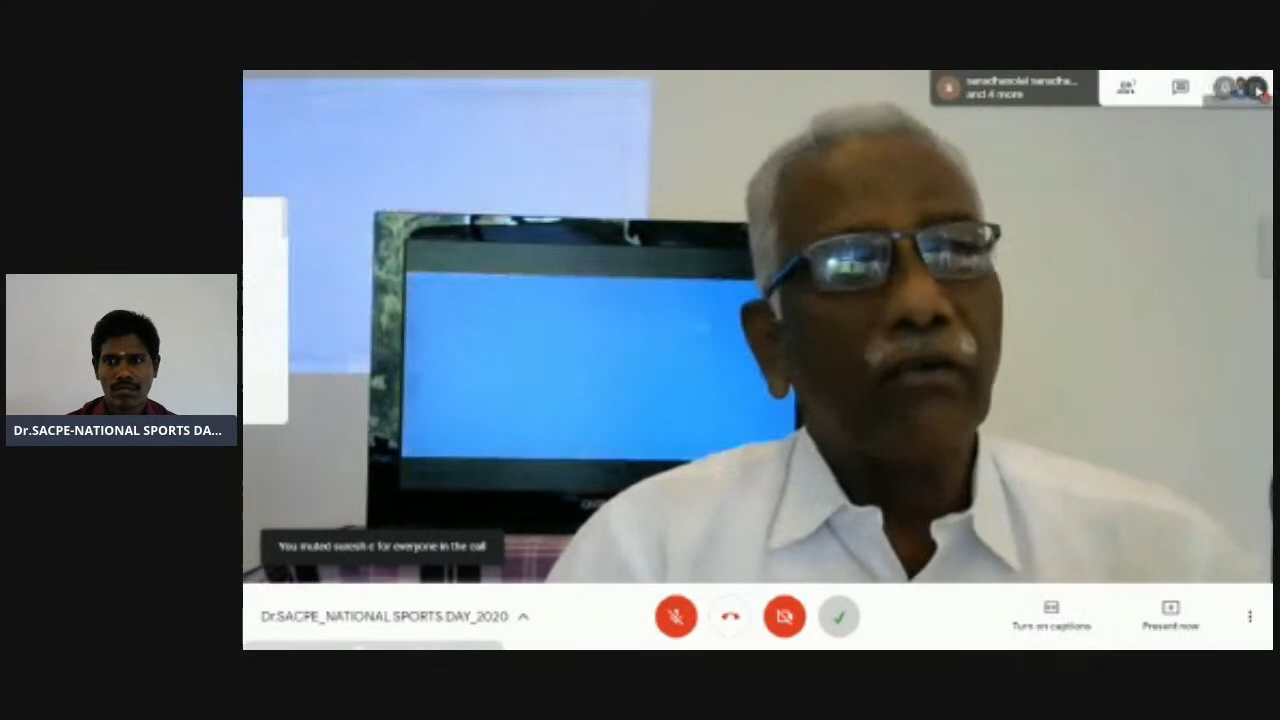 and 4 more
Dr.SACPE-NATIONAL SPORTS DA...
You muted suresh c for everyone in the call
Dr.SACPE_NATIONAL SPORTS DAY_2020
Turn on captions
Present now